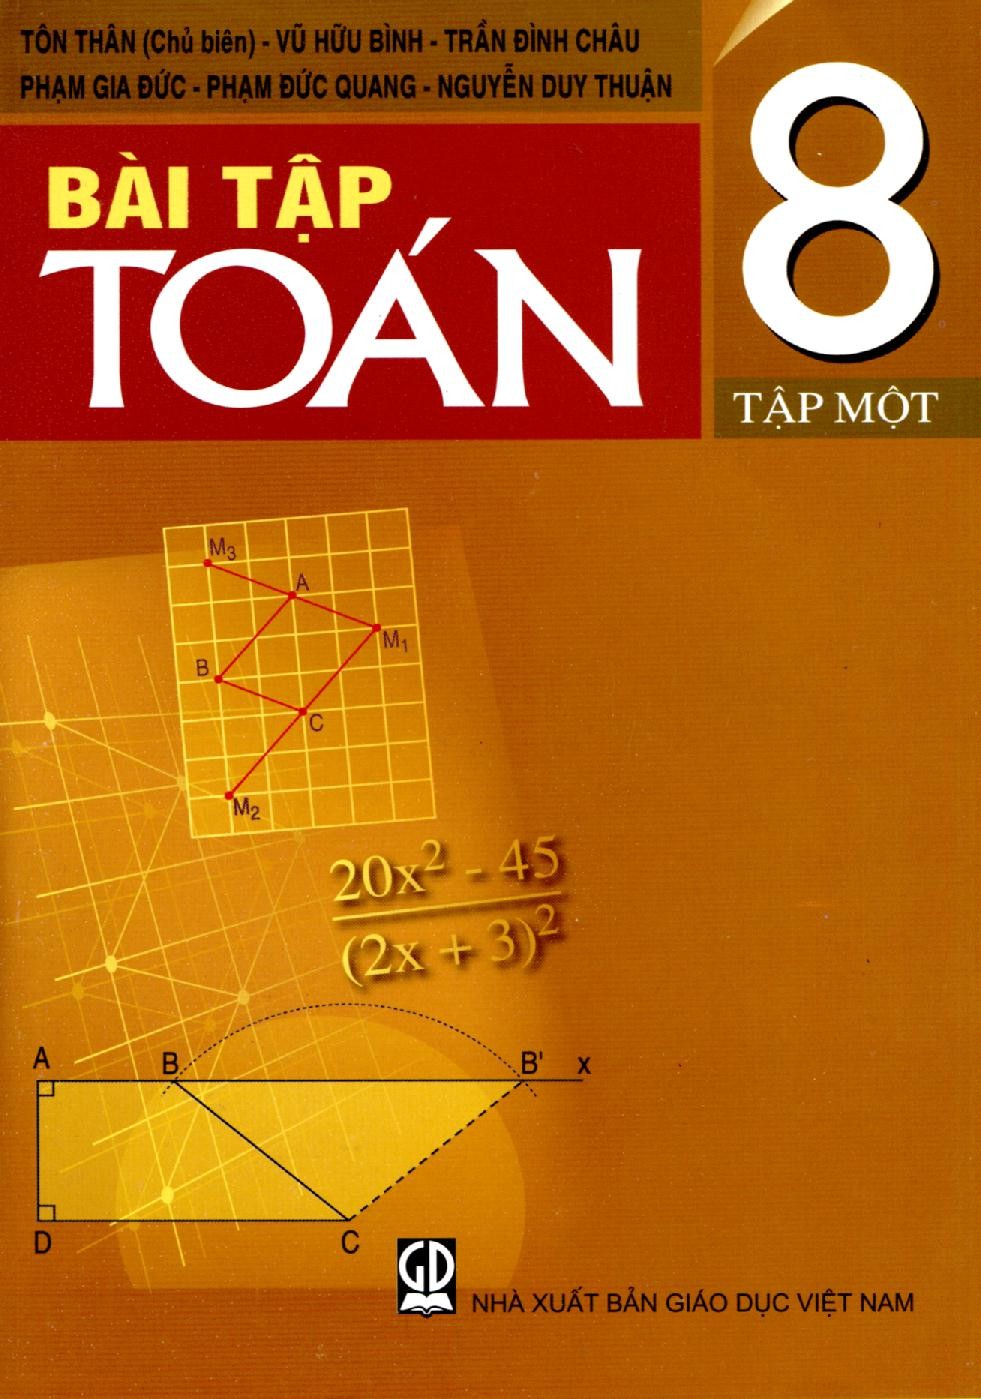 TÔN THÂN (Chủ biên) - VŨ HỮU BÌNH - TRẦN ĐÌNH CHÂU
PHẠM GIA ĐỨC - PHẠM ĐỨC QUANG - NGUYỄN DUY THUẬN
BÀI TẬP
TOÁN
8
TẬP MỘT
M₃
A
M₁
B
C
M₂
20x² - 45
(2x + 3)²
A B B' x
D C
GD
NHÀ XUẤT BẢN GIÁO DỤC VIỆT NAM